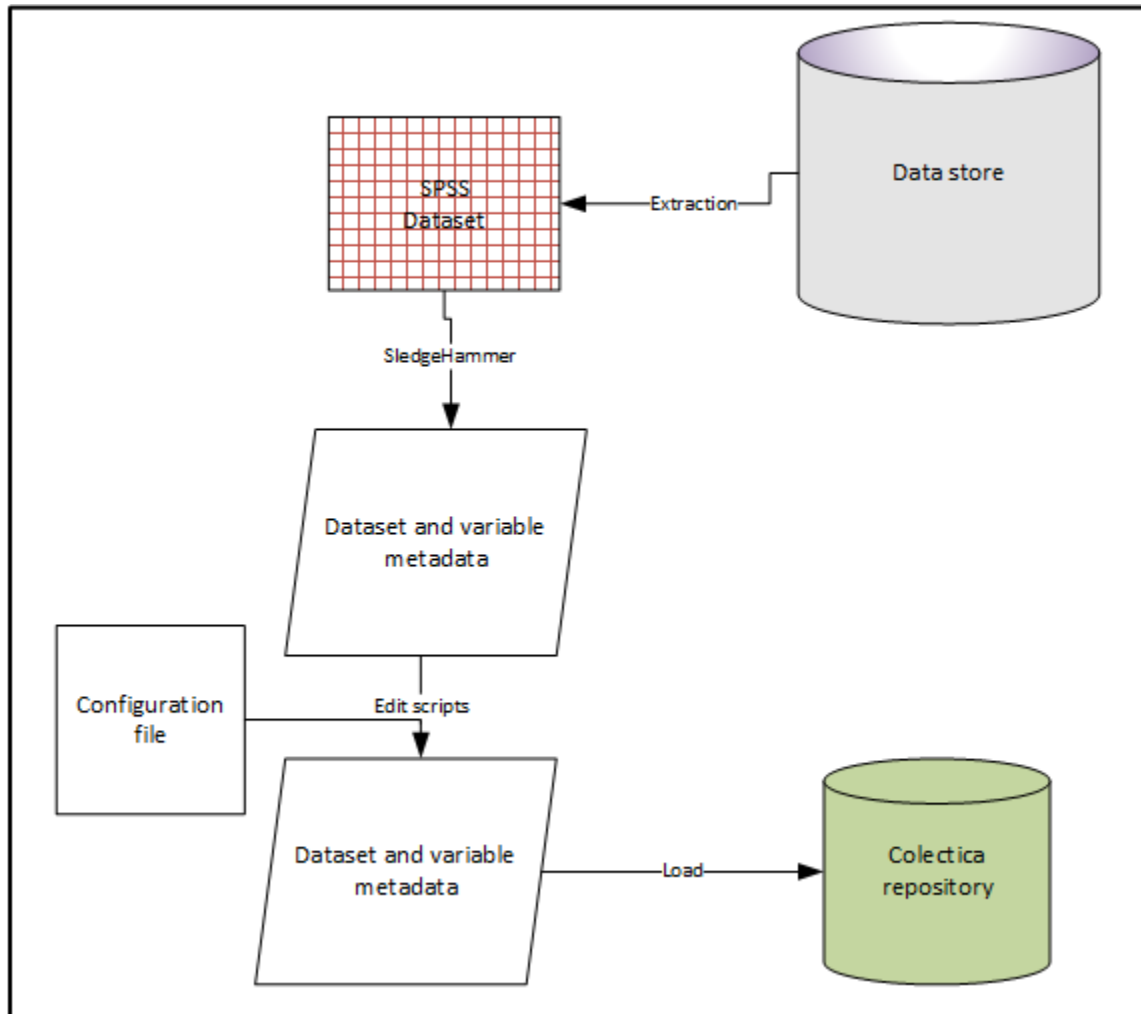 Data store
SPSS
Dataset
Extraction
SledgeHammer
Dataset and variable
metadata
Configuration
file
Edit scripts
Dataset and variable
metadata
Load
Colectica
repository